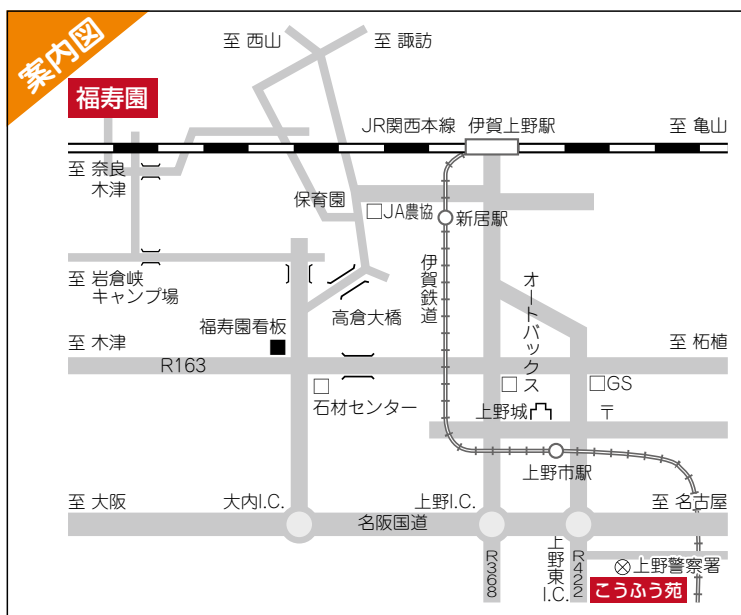 案内図
至 西山
至 諏訪
福寿園
JR関西本線
伊賀上野駅
至 亀山
至 奈良
木津
保育園
JA農協
新居駅
至 岩倉峡
キャンプ場
伊賀鉄道
オートバックス
高倉大橋
福寿園看板
至 木津
至 柘植
R163
石材センター
GS
上野城
〒
上野市駅
至 大阪
大内I.C.
上野I.C.
至 名古屋
名阪国道
R368
上野東I.C.
R422
上野警察署
こうふう苑